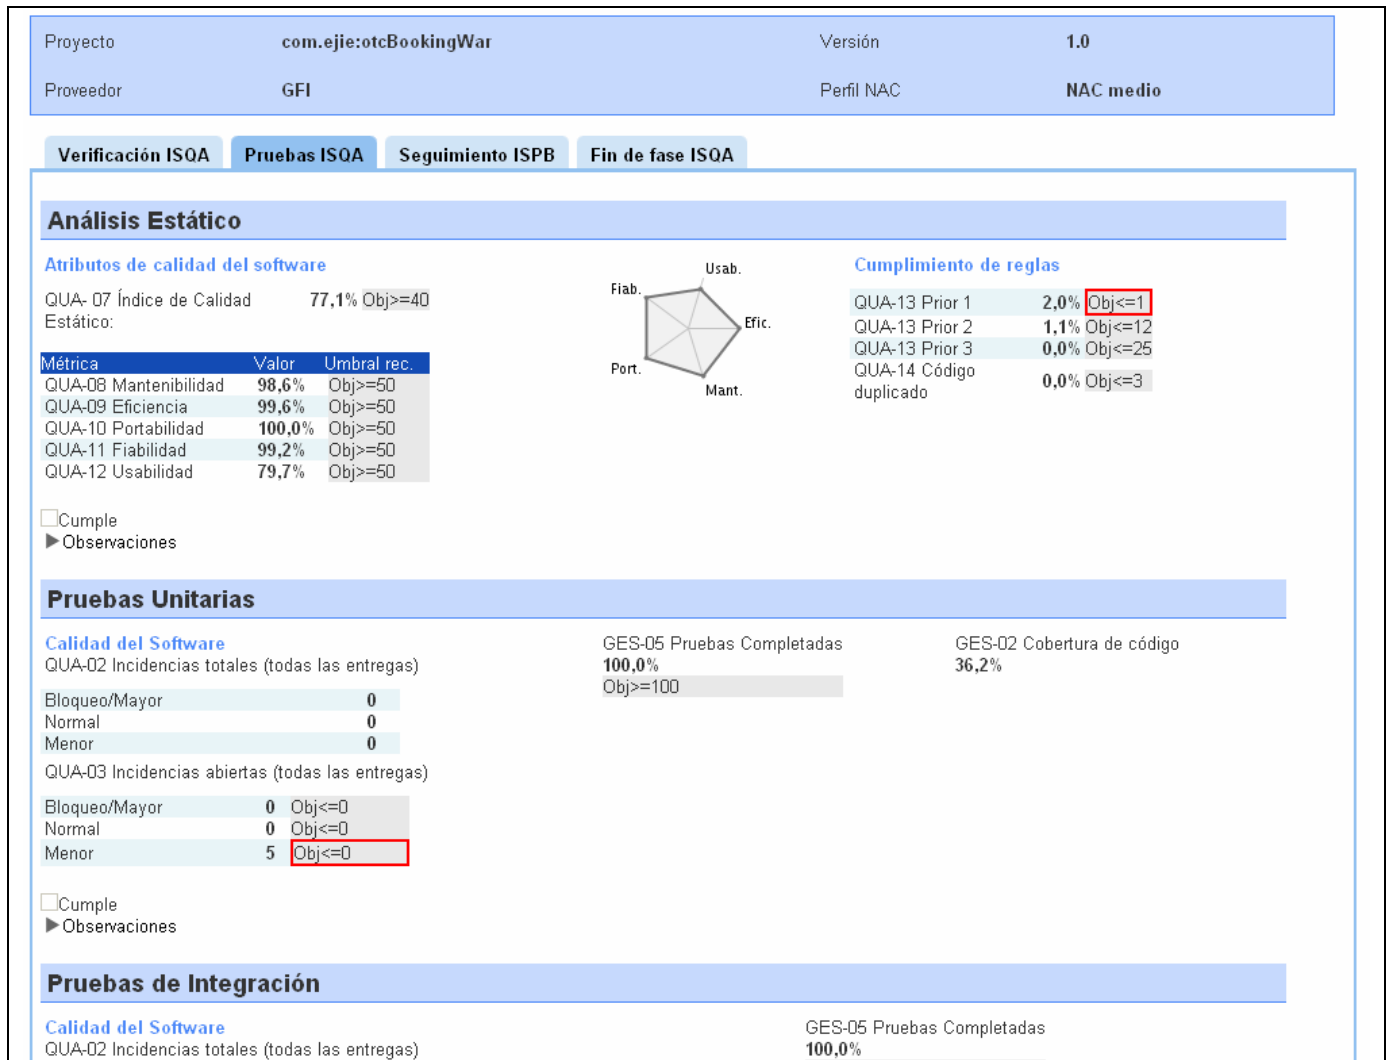 Proyecto com.ejie:otcBookingWar Versión 1.0
Proveedor GFI Perfil NAC NAC medio
Verificación ISQA Pruebas ISQA Seguimiento ISPB Fin de fase ISQA
Análisis Estático
Atributos de calidad del software
QUA- 07 Índice de Calidad Estático: 77,1% Obj>=40
Métrica Valor Umbral rec.
QUA-08 Mantenibilidad 98,6% Obj>=50
QUA-09 Eficiencia 99,6% Obj>=50
QUA-10 Portabilidad 100,0% Obj>=50
QUA-11 Fiabilidad 99,2% Obj>=50
QUA-12 Usabilidad 79,7% Obj>=50
Usab.
Fiab.
Efic.
Port.
Mant.
Cumplimiento de reglas
QUA-13 Prior 1 2,0% Obj<=1
QUA-13 Prior 2 1,1% Obj<=12
QUA-13 Prior 3 0,0% Obj<=25
QUA-14 Código duplicado 0,0% Obj<=3
Cumple
Observaciones
Pruebas Unitarias
Calidad del Software
QUA-02 Incidencias totales (todas las entregas)
Bloqueo/Mayor 0
Normal 0
Menor 0
QUA-03 Incidencias abiertas (todas las entregas)
Bloqueo/Mayor 0 Obj<=0
Normal 0 Obj<=0
Menor 5 Obj<=0
GES-05 Pruebas Completadas
100,0%
Obj>=100
GES-02 Cobertura de código
36,2%
Cumple
Observaciones
Pruebas de Integración
Calidad del Software
QUA-02 Incidencias totales (todas las entregas)
GES-05 Pruebas Completadas
100,0%